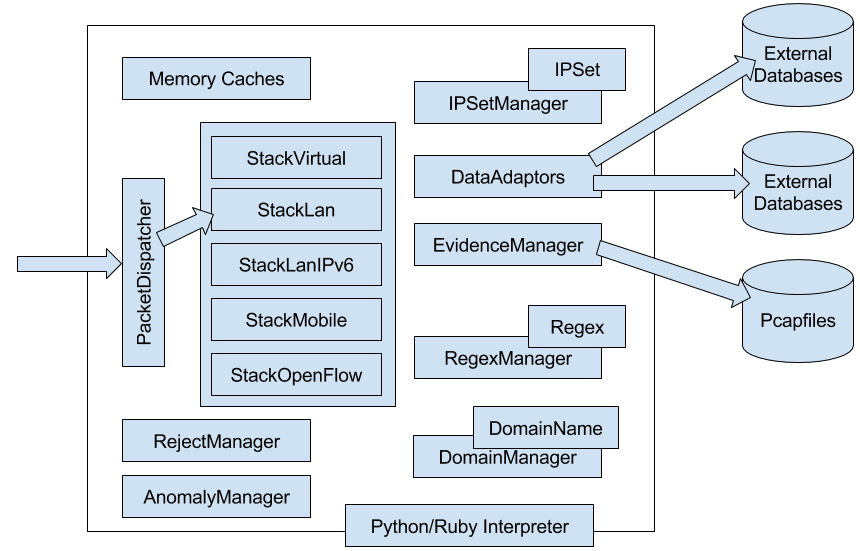 Memory Caches
PacketDispatcher
StackVirtual
StackLan
StackLanIPv6
StackMobile
StackOpenFlow
RejectManager
AnomalyManager
IPSet
IPSetManager
DataAdaptors
EvidenceManager
Regex
RegexManager
DomainName
DomainManager
Python/Ruby Interpreter
External
Databases
External
Databases
Pcapfiles